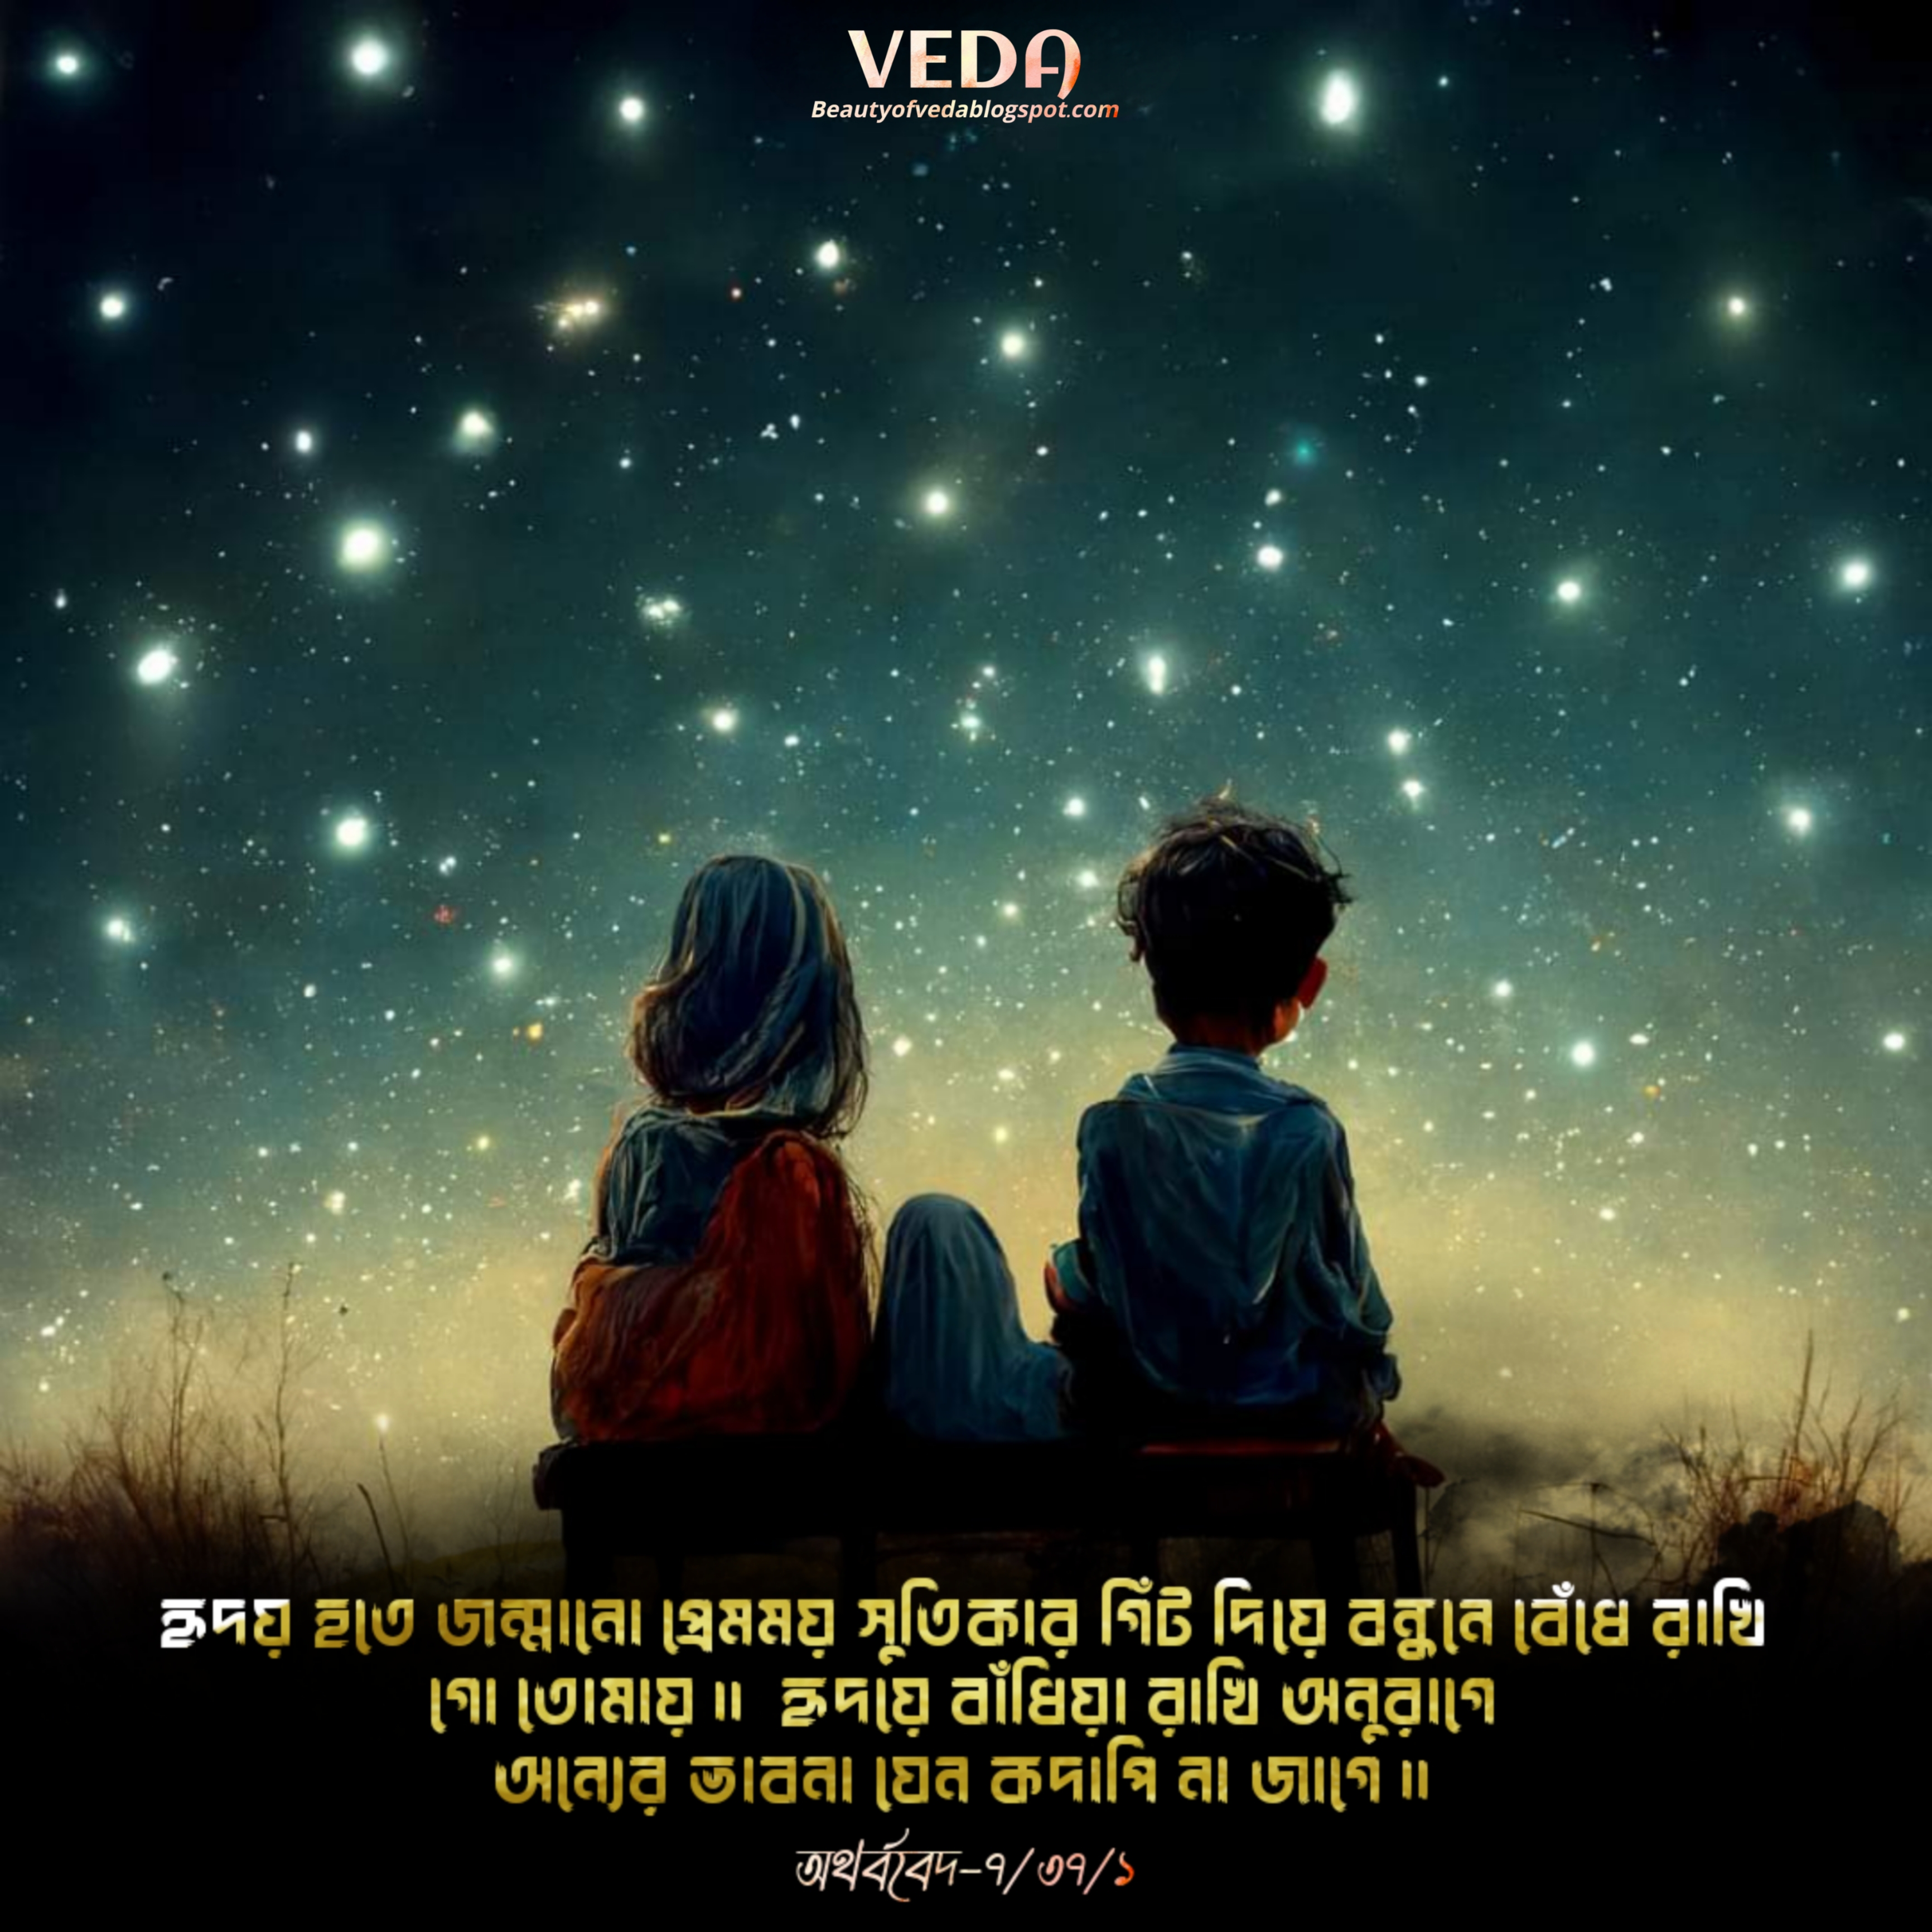 VEDA
Beautyofvedablogspot.com
হৃদয় হতে জন্মানো প্রেমময় সূতিকার গিঁট দিয়ে বন্ধনে বেঁধে রাখি
গো তোমায়॥ হৃদয়ে বাঁধিয়া রাখি অনুরাগে
অন্যের ভাবনা যেন কদাপি না জাগে॥
অথর্ববেদ-৭/৩৭/১